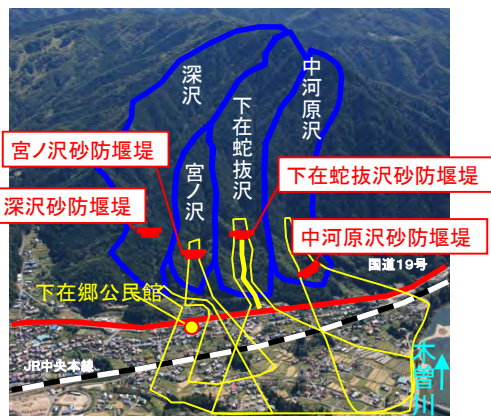 深沢
中河原沢
下在蛇抜沢
宮ノ沢
宮ノ沢砂防堰堤
下在蛇抜沢砂防堰堤
深沢砂防堰堤
中河原沢砂防堰堤
国道19号
下在郷公民館
JR中央本線
木曽川